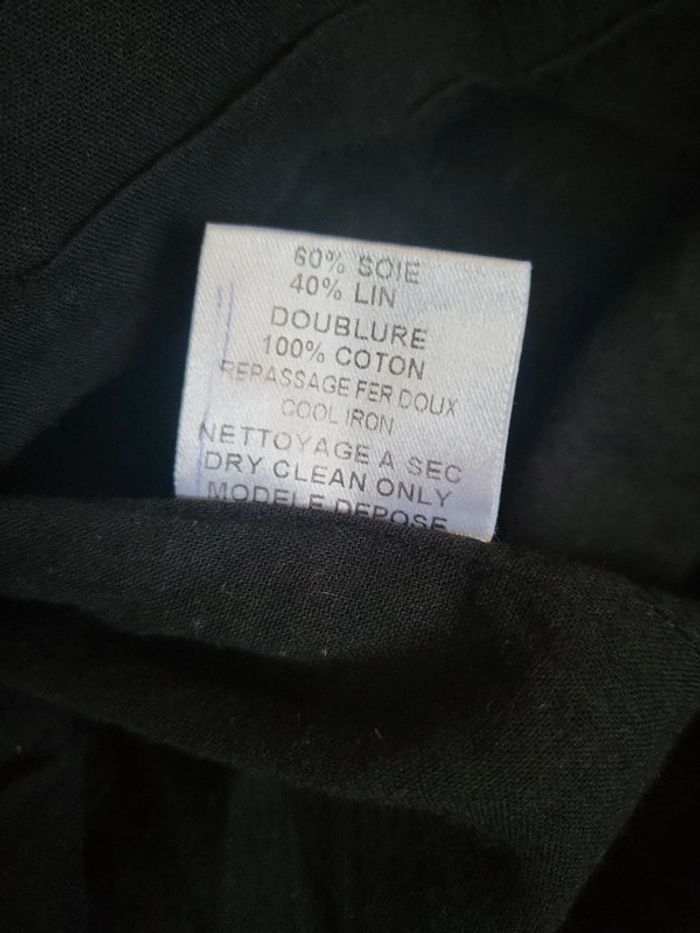 60% SOIE
40% LIN
DOUBLURE
100% COTON
REPASSAGE FER DOUX
COOL IRON
NETTOYAGE A SEC
DRY CLEAN ONLY
MODELE DEPOSE